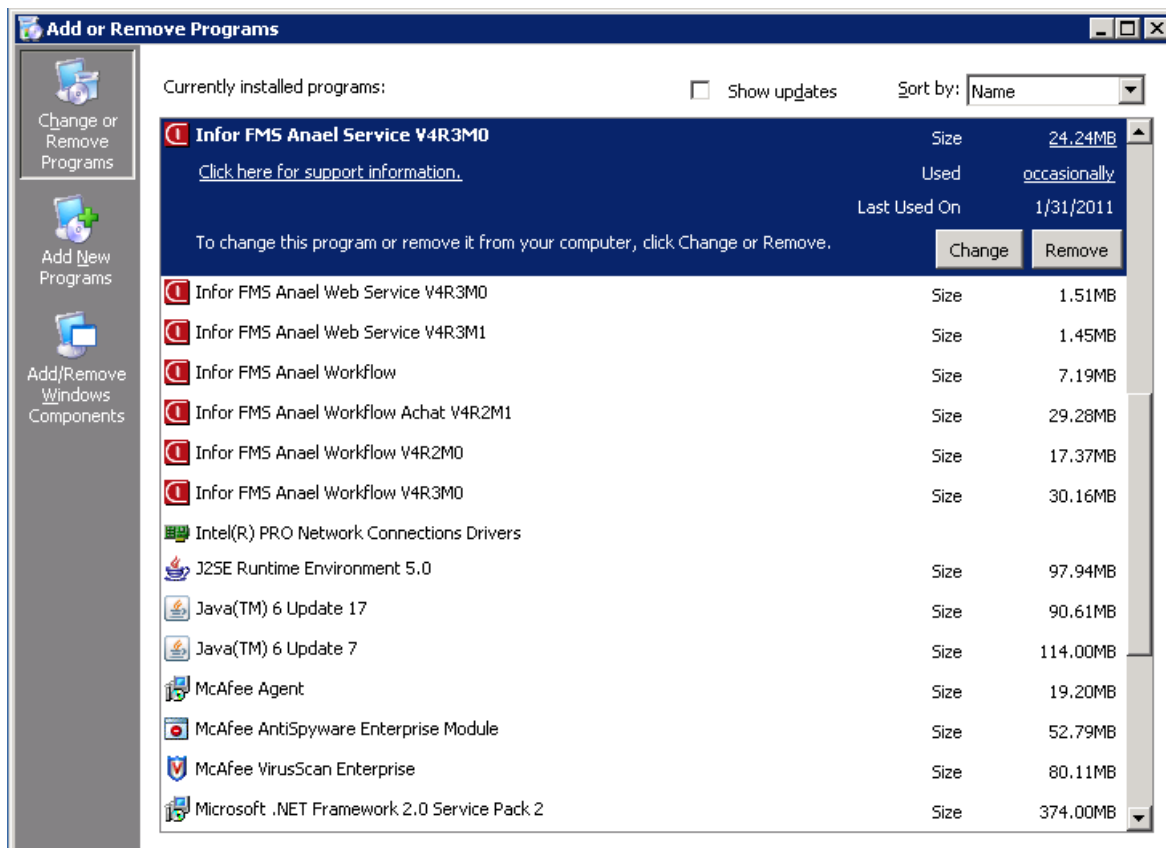 Add or Remove Programs
Change or
Remove
Programs
Add New
Programs
Add/Remove
Windows
Components
Currently installed programs:
Show updates
Sort by: Name
Infor FMS Anael Service V4R3M0 Size 24.24MB
Click here for support information. Used occasionally
Last Used On 1/31/2011
To change this program or remove it from your computer, click Change or Remove. Change Remove
Infor FMS Anael Web Service V4R3M0 Size 1.51MB
Infor FMS Anael Web Service V4R3M1 Size 1.45MB
Infor FMS Anael Workflow Size 7.19MB
Infor FMS Anael Workflow Achat V4R2M1 Size 29.28MB
Infor FMS Anael Workflow V4R2M0 Size 17.37MB
Infor FMS Anael Workflow V4R3M0 Size 30.16MB
Intel(R) PRO Network Connections Drivers
J2SE Runtime Environment 5.0 Size 97.94MB
Java(TM) 6 Update 17 Size 90.61MB
Java(TM) 6 Update 7 Size 114.00MB
McAfee Agent Size 19.20MB
McAfee AntiSpyware Enterprise Module Size 52.79MB
McAfee VirusScan Enterprise Size 80.11MB
Microsoft .NET Framework 2.0 Service Pack 2 Size 374.00MB